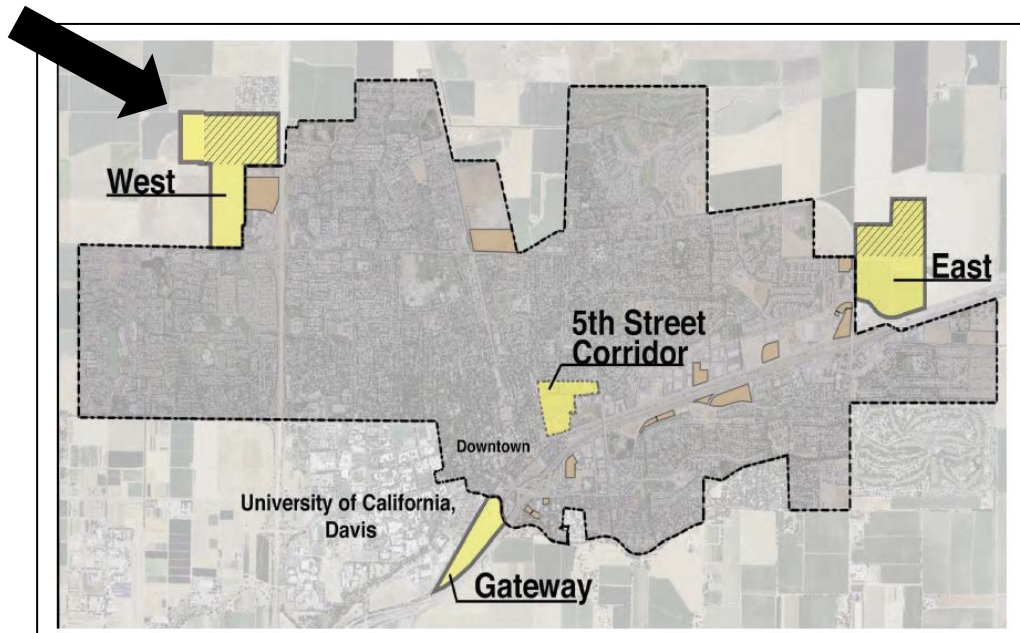 West
East
5th Street
Corridor
Downtown
University of California,
Davis
Gateway